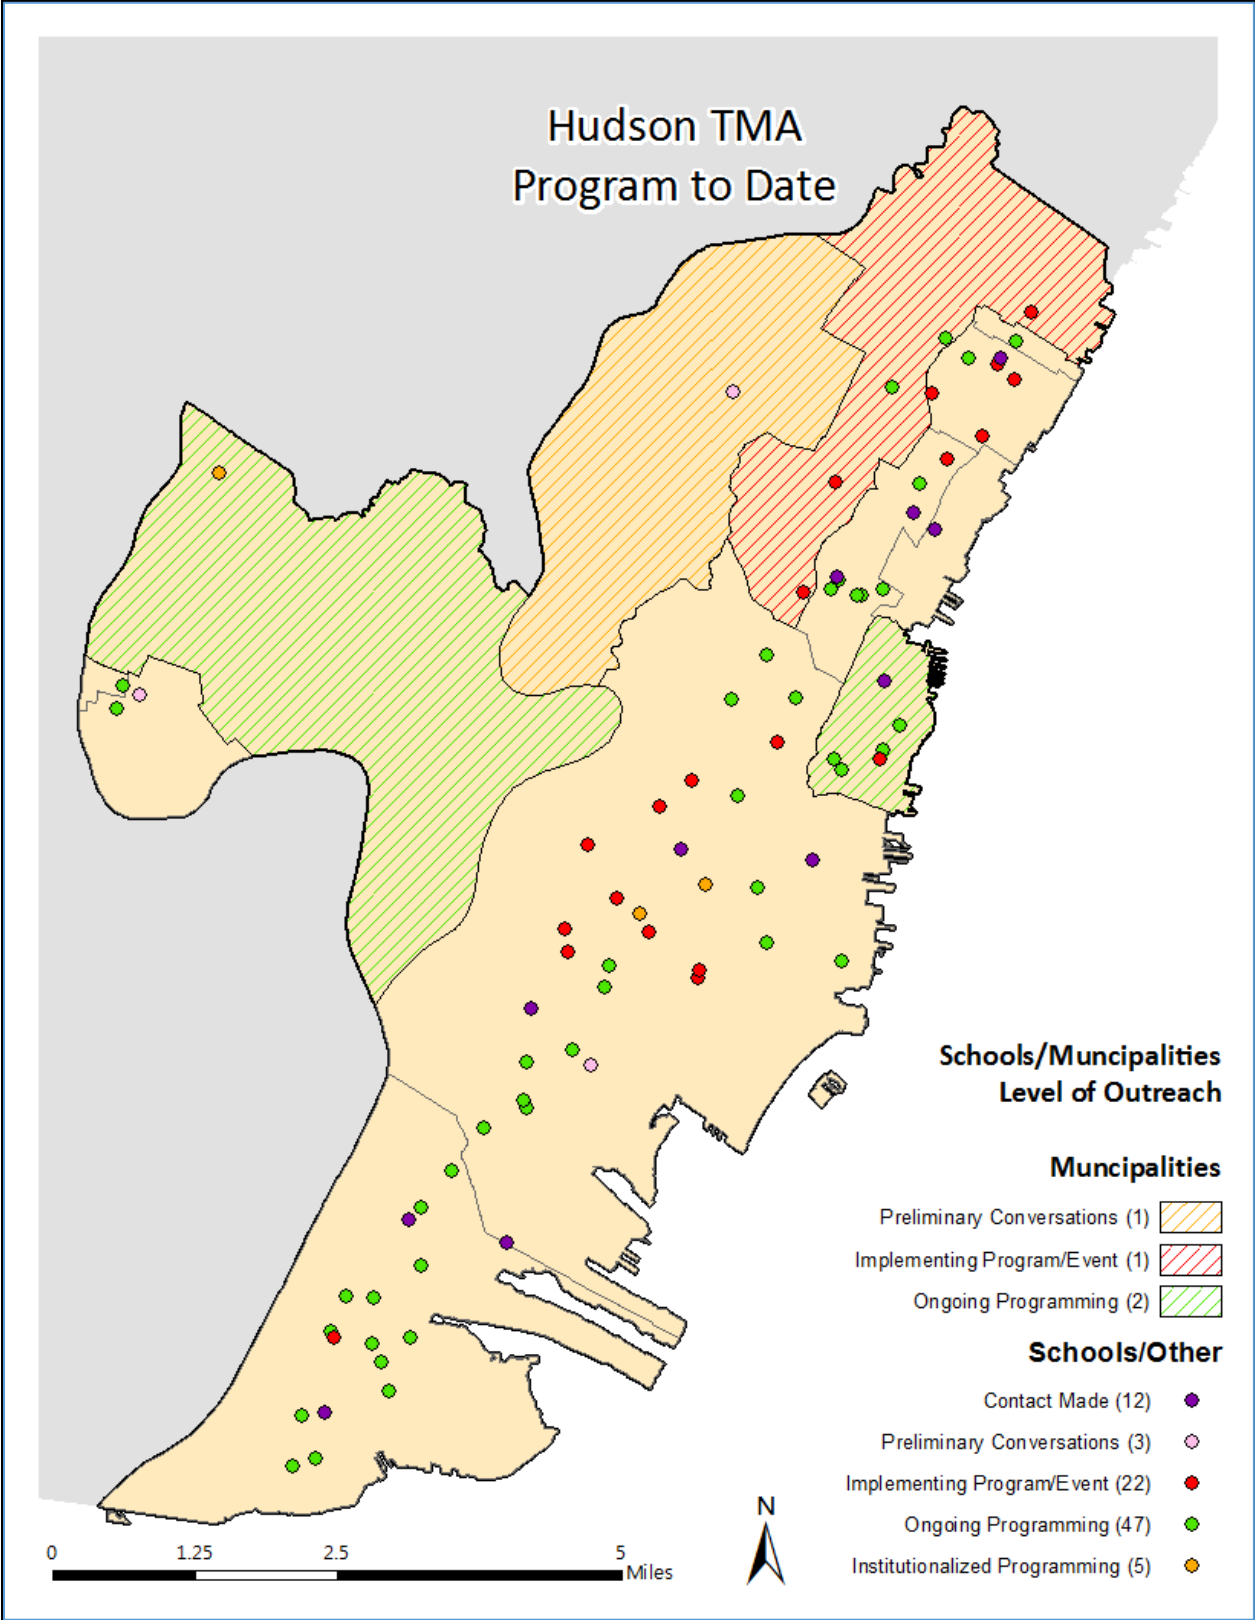 Hudson TMA
Program to Date
Schools/Muncipalities
Level of Outreach
Muncipalities
Preliminary Conversations (1)
Implementing Program/Event (1)
Ongoing Programming (2)
Schools/Other
Contact Made (12)
Preliminary Conversations (3)
Implementing Program/Event (22)
Ongoing Programming (47)
Institutionalized Programming (5)
N
0 1.25 2.5 5
Miles